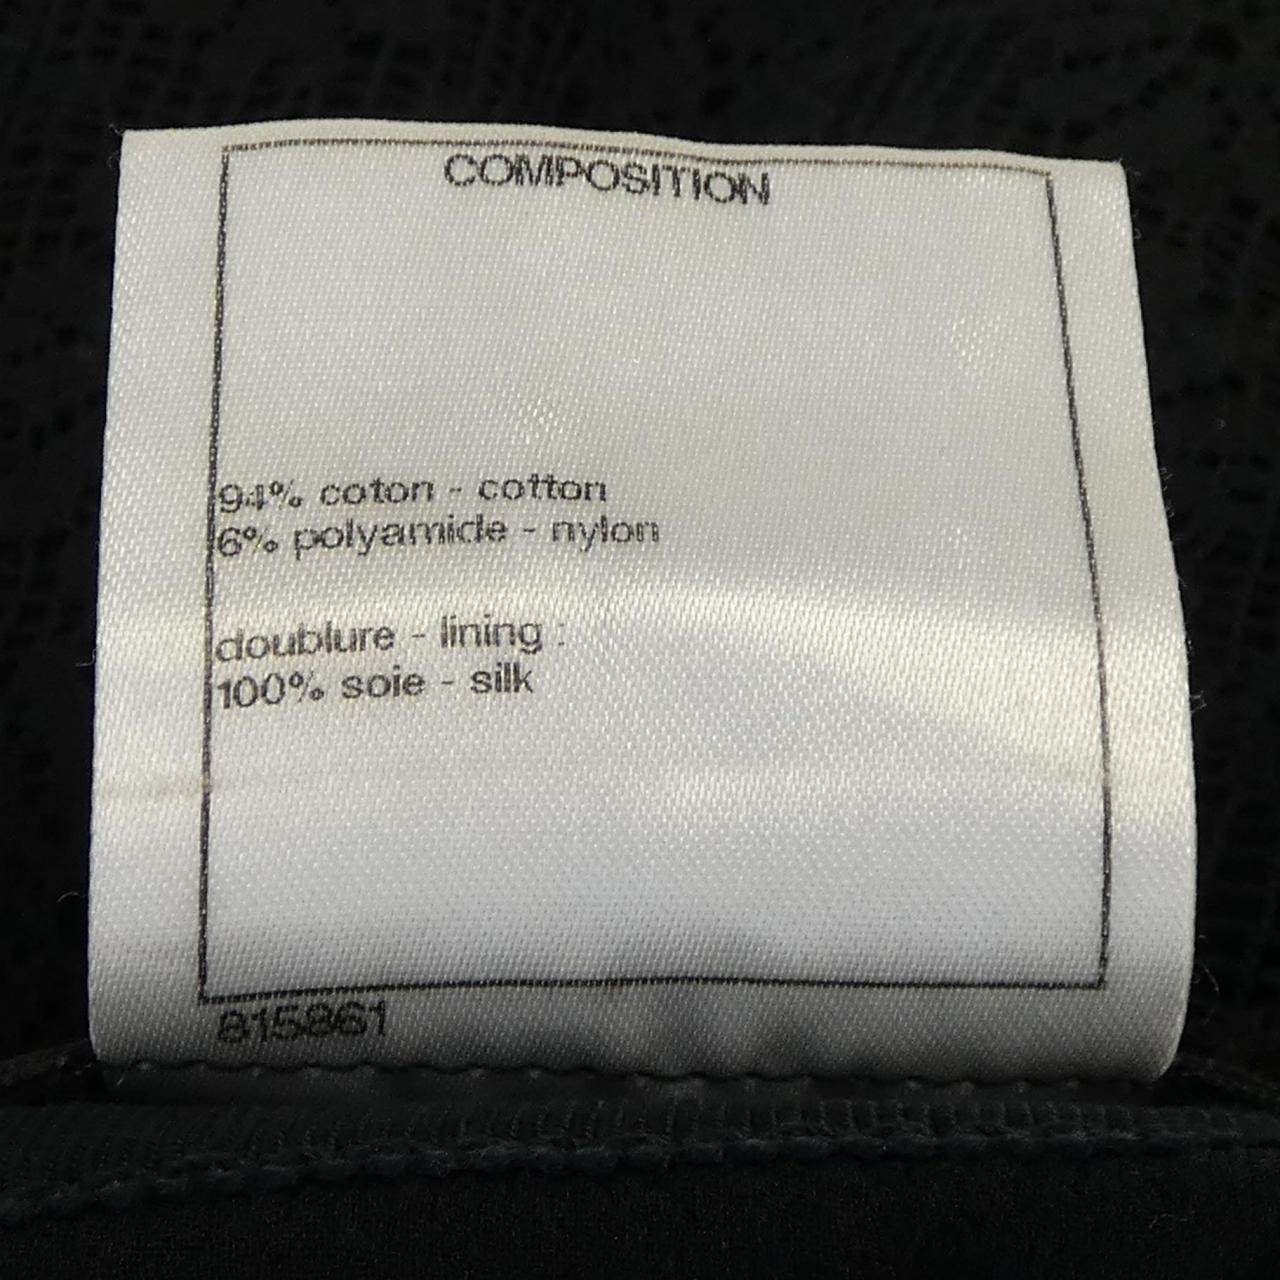 COMPOSITION
94% coton - cotton
6% polyamide - nylon
doublure - lining :
100% soie - silk
815861